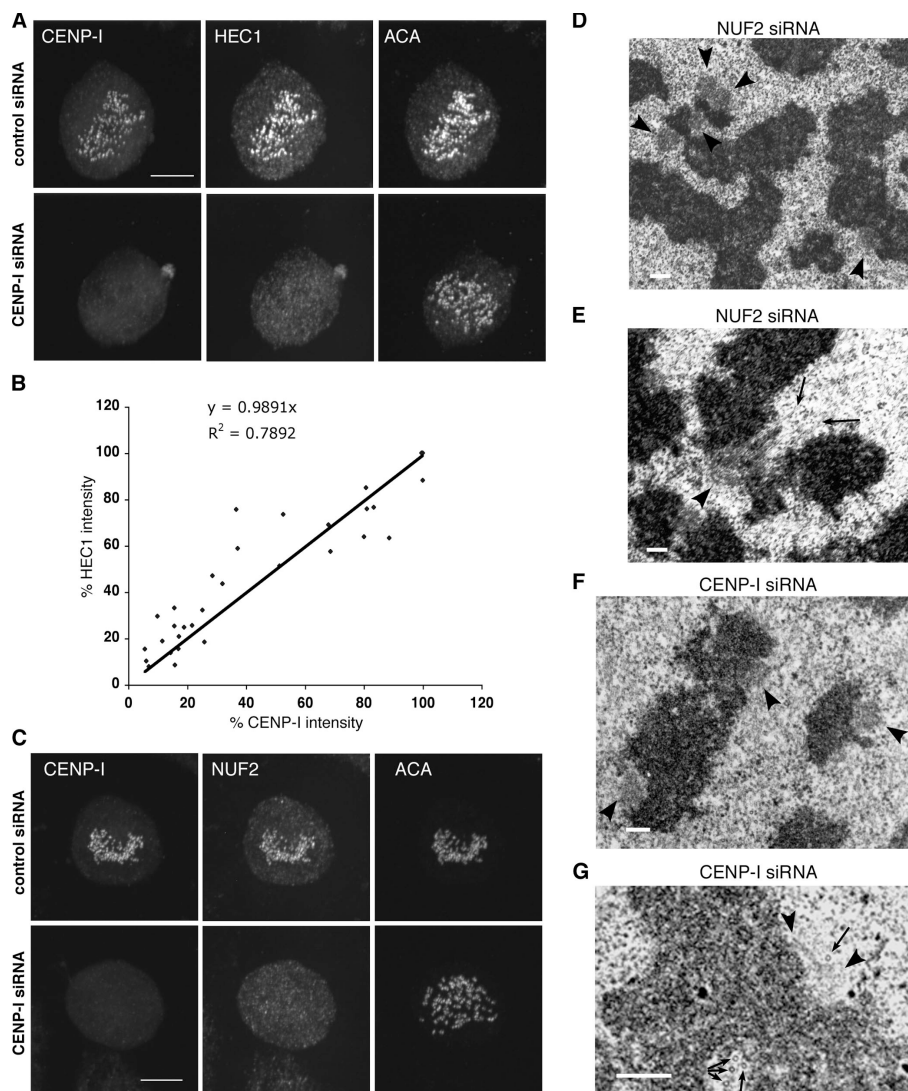 A
CENP-I HEC1 ACA
control siRNA
CENP-I siRNA
B
y = 0.9891x
R² = 0.7892
120
100
80
60
40
20
0
% HEC1 intensity
0 20 40 60 80 100 120
% CENP-I intensity
C
CENP-I NUF2 ACA
control siRNA
CENP-I siRNA
D
NUF2 siRNA
E
NUF2 siRNA
F
CENP-I siRNA
G
CENP-I siRNA